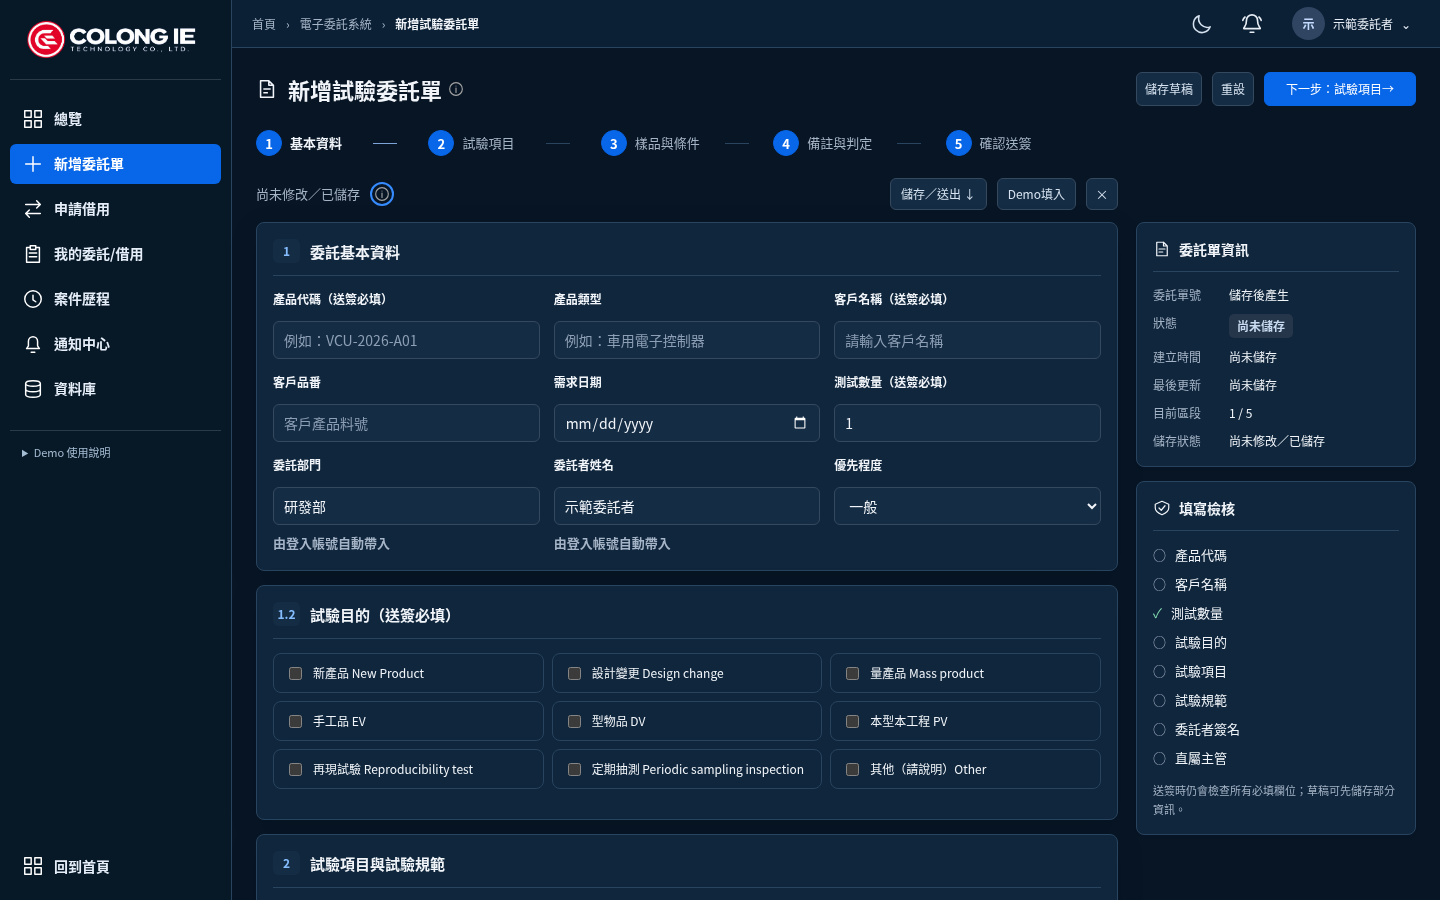 COLONG IE
TECHNOLOGY CO., LTD.
首頁 › 電子委託系統 › 新增試驗委託單
示 示範委託者
總覽
新增委託單
申請借用
我的委託/借用
案件歷程
通知中心
資料庫
Demo 使用說明
回到首頁
新增試驗委託單
儲存草稿 重設 下一步：試驗項目→
1 基本資料 2 試驗項目 3 樣品與條件 4 備註與判定 5 確認送簽
尚未修改／已儲存
儲存／送出 ↓ Demo填入 ×
1 委託基本資料
產品代碼（送簽必填） 產品類型 客戶名稱（送簽必填）
例如：VCU-2026-A01 例如：車用電子控制器 請輸入客戶名稱
客戶品番 需求日期 測試數量（送簽必填）
客戶產品料號 mm/dd/yyyy 1
委託部門 委託者姓名 優先程度
研發部 示範委託者 一般
由登入帳號自動帶入 由登入帳號自動帶入
1.2 試驗目的（送簽必填）
新產品 New Product 設計變更 Design change 量產品 Mass product
手工品 EV 型物品 DV 本型本工程 PV
再現試驗 Reproducibility test 定期抽測 Periodic sampling inspection 其他（請說明）Other
2 試驗項目與試驗規範
委託單資訊
委託單號 儲存後產生
狀態 尚未儲存
建立時間 尚未儲存
最後更新 尚未儲存
目前區段 1 / 5
儲存狀態 尚未修改／已儲存
填寫檢核
產品代碼
客戶名稱
✓ 測試數量
試驗目的
試驗項目
試驗規範
委託者簽名
直屬主管
送簽時仍會檢查所有必填欄位；草稿可先儲存部分
資訊。